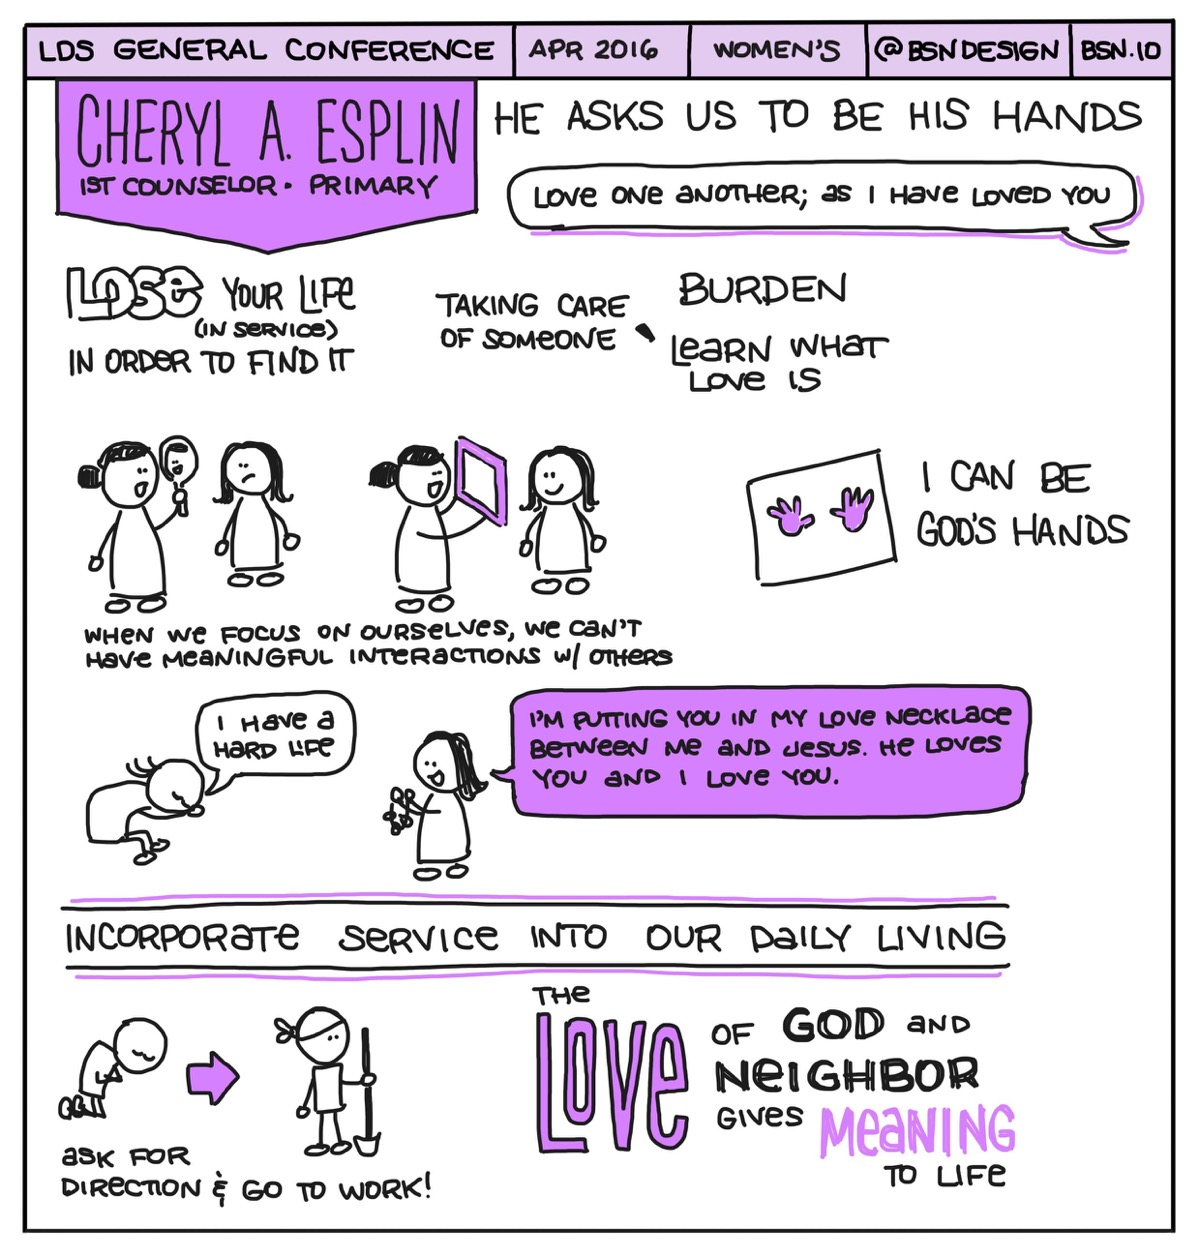 LDS GENERAL CONFERENCE
APR 2016
WOMEN'S
@BSNDESIGN
BSN.IO
CHERYL A. ESPLIN
1ST COUNSELOR • PRIMARY
HE ASKS US TO BE HIS HANDS
LOVE ONE ANOTHER; AS I HAVE LOVED YOU
LOSE YOUR LIFE
(IN SERVICE)
IN ORDER TO FIND IT
TAKING CARE
OF SOMEONE
BURDEN
LEARN WHAT
LOVE IS
I CAN BE
GOD'S HANDS
WHEN WE FOCUS ON OURSELVES, WE CAN'T
HAVE MEANINGFUL INTERACTIONS W/ OTHERS
I HAVE A
HARD LIFE
I'M PUTTING YOU IN MY LOVE NECKLACE
BETWEEN ME AND JESUS. HE LOVES
YOU AND I LOVE YOU.
INCORPORATE SERVICE INTO OUR DAILY LIVING
ASK FOR
DIRECTION & GO TO WORK!
THE
LOVE OF GOD AND
NEIGHBOR
GIVES MEANING
TO LIFE